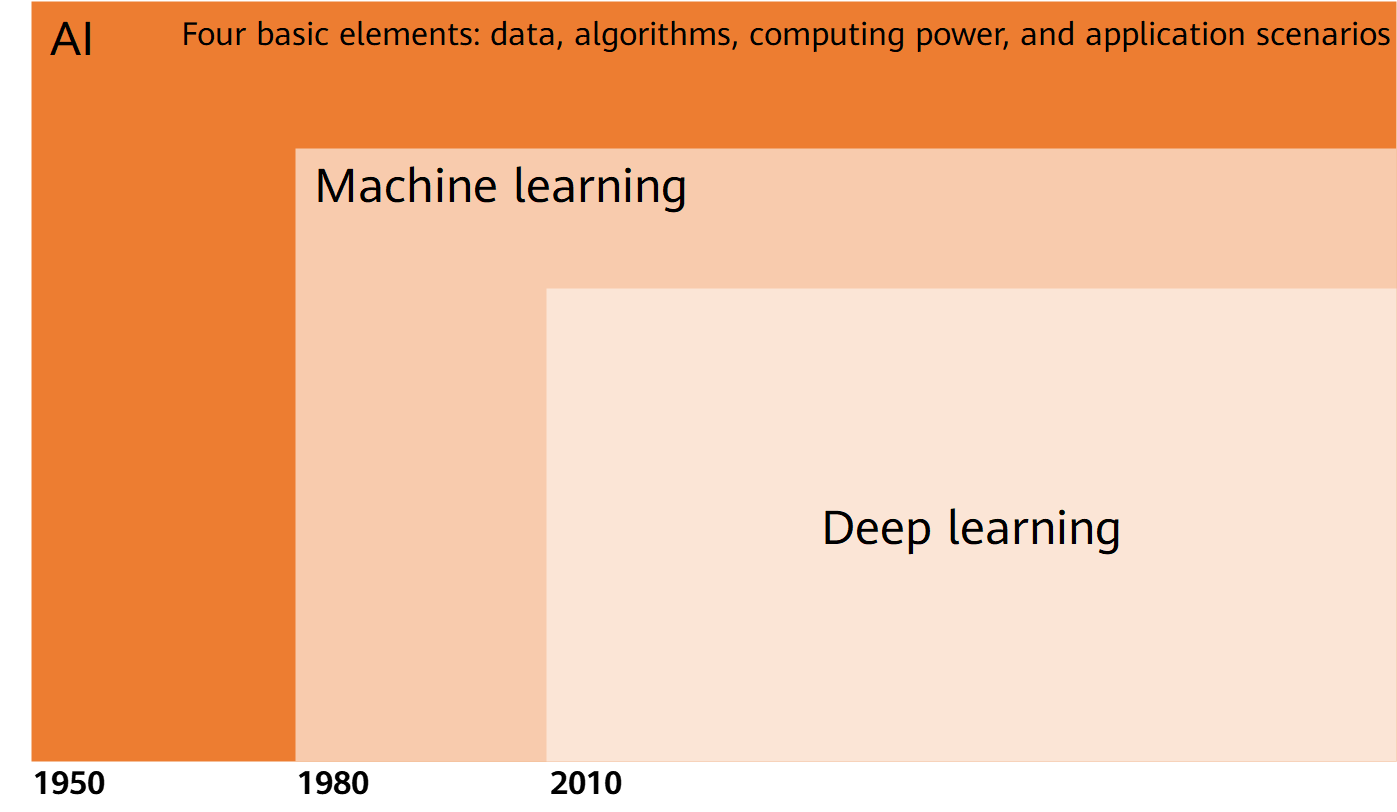 AI
Four basic elements: data, algorithms, computing power, and application scenarios
Machine learning
Deep learning
1950
1980
2010